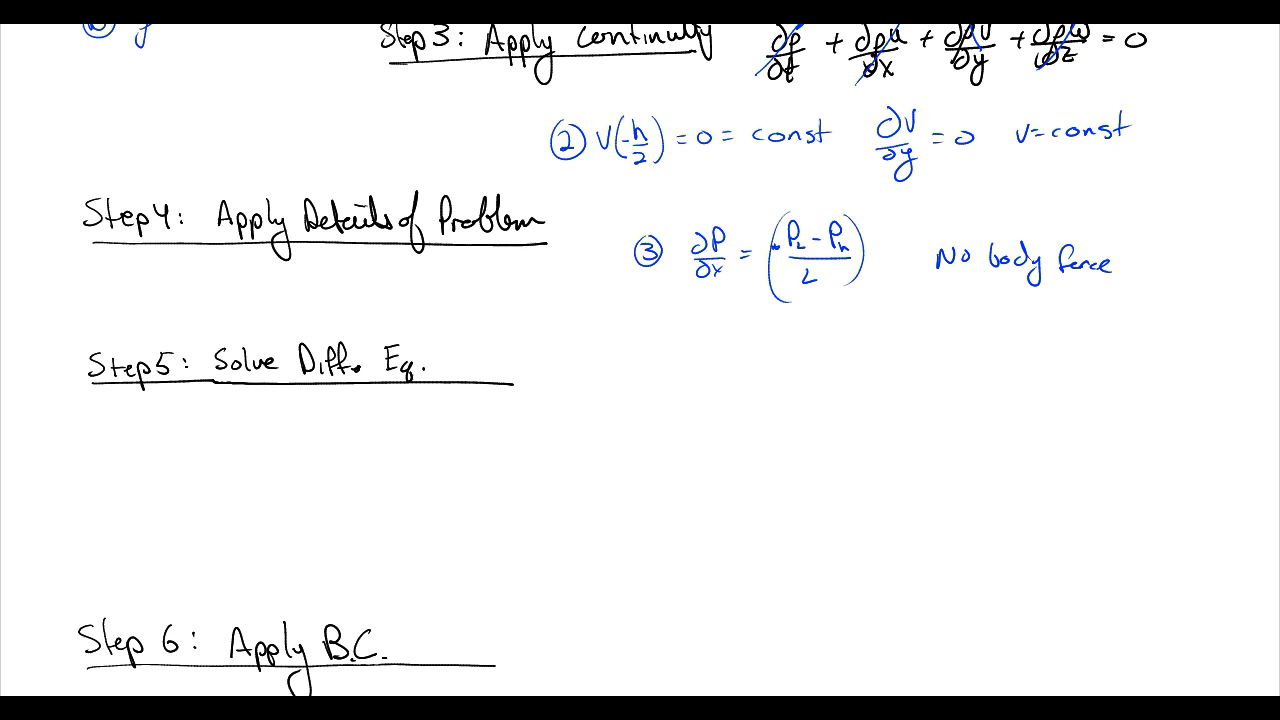 Step 3: Apply Continuity ∂ρ/∂t + ∂ρu/∂x + ∂ρv/∂y + ∂ρw/∂z = 0
② V(-h/2) = 0 = const ∂V/∂y = 0 V=const
Step 4: Apply Details of Problem
③ ∂P/∂x = (P_L - P_h / L) No body force
Step 5: Solve Diff. Eq.
Step 6: Apply B.C.